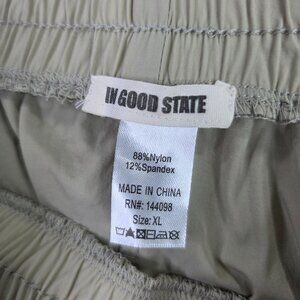 IN GOOD STATE
88%Nylon
12%Spandex
MADE IN CHINA
RN#: 144098
Size: XL